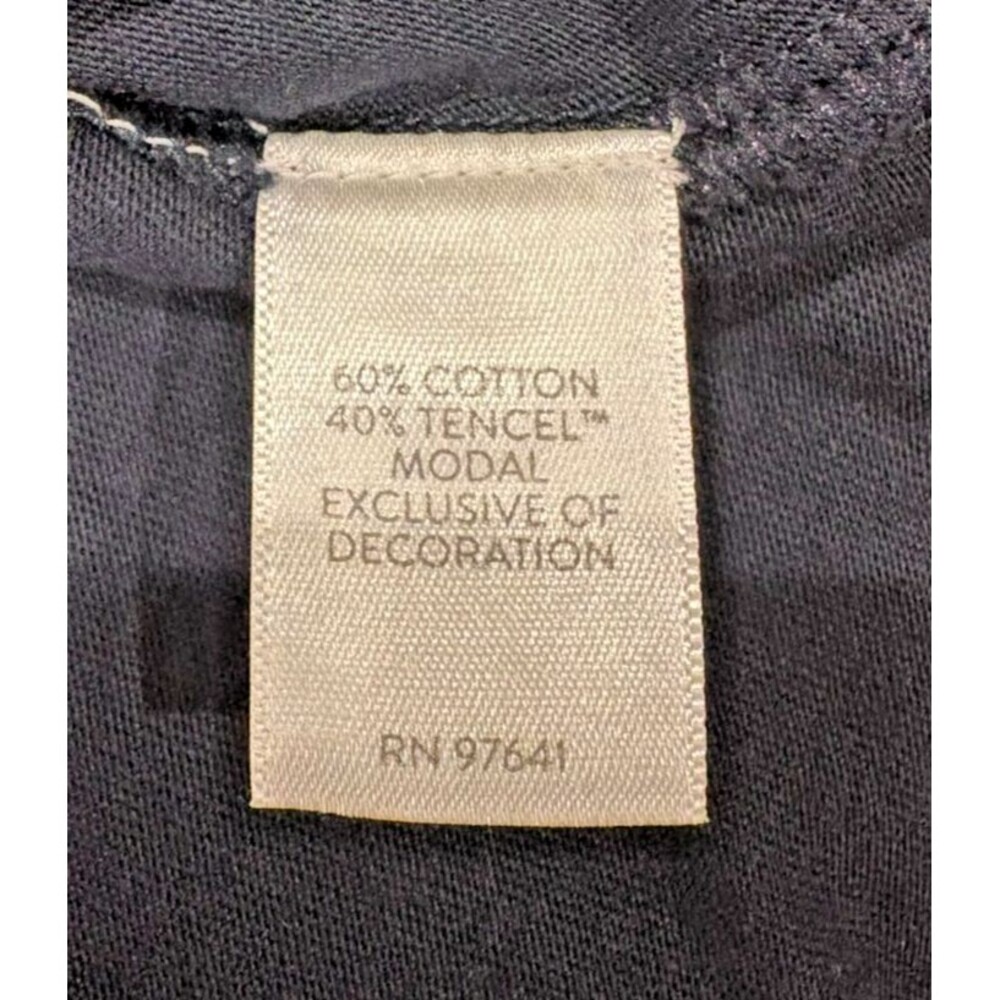 60% COTTON
40% TENCEL™
MODAL
EXCLUSIVE OF
DECORATION
RN 97641